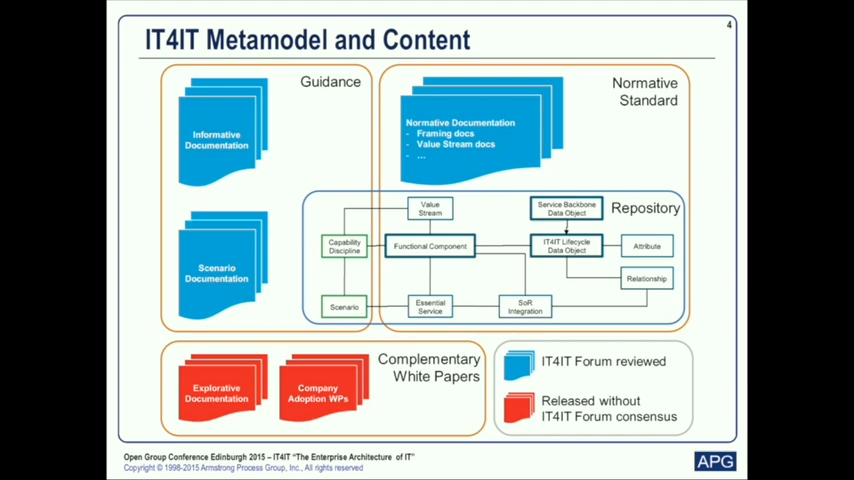 4
IT4IT Metamodel and Content
Guidance
Informative
Documentation
Scenario
Documentation
Normative
Standard
Normative Documentation
- Framing docs
- Value Stream docs
- ...
Repository
Value
Stream
Service Backbone
Data Object
Capability
Discipline
Functional Component
IT4IT Lifecycle
Data Object
Attribute
Relationship
Scenario
Essential
Service
SoR
Integration
Complementary
White Papers
Explorative
Documentation
Company
Adoption WPs
IT4IT Forum reviewed
Released without
IT4IT Forum consensus
Open Group Conference Edinburgh 2015 – IT4IT "The Enterprise Architecture of IT"
Copyright © 1998-2015 Armstrong Process Group, Inc., All rights reserved
APG